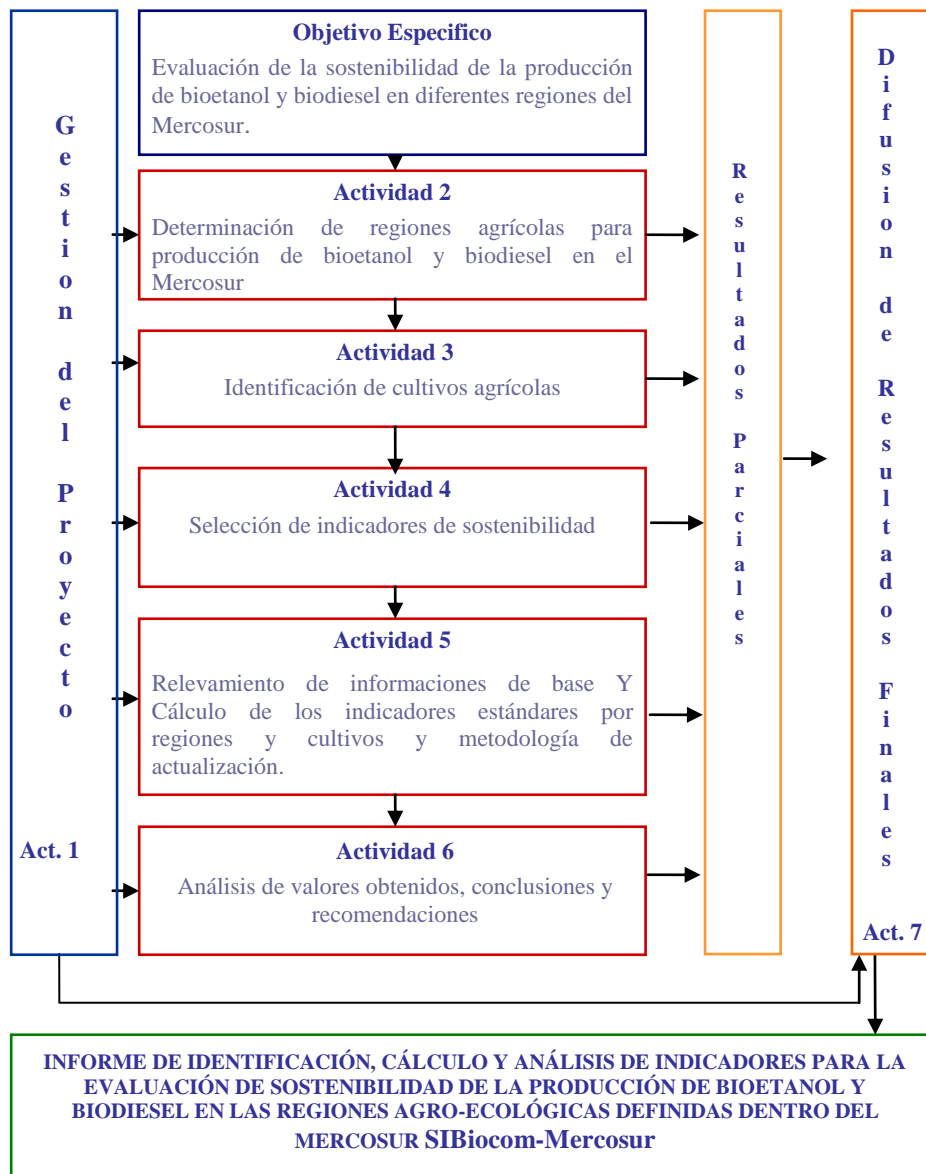 Gestion del Proyecto
Act. 1
Objetivo Especifico
Evaluación de la sostenibilidad de la producción
de bioetanol y biodiesel en diferentes regiones del
Mercosur.
Actividad 2
Determinación de regiones agrícolas para
producción de bioetanol y biodiesel en el
Mercosur
Actividad 3
Identificación de cultivos agrícolas
Actividad 4
Selección de indicadores de sostenibilidad
Actividad 5
Relevamiento de informaciones de base Y
Cálculo de los indicadores estándares por
regiones y cultivos y metodología de
actualización.
Actividad 6
Análisis de valores obtenidos, conclusiones y
recomendaciones
Resultados Parciales
Difusion de Resultados Finales
Act. 7
INFORME DE IDENTIFICACIÓN, CÁLCULO Y ANÁLISIS DE INDICADORES PARA LA
EVALUACIÓN DE SOSTENIBILIDAD DE LA PRODUCCIÓN DE BIOETANOL Y
BIODIESEL EN LAS REGIONES AGRO-ECOLÓGICAS DEFINIDAS DENTRO DEL
MERCOSUR SIBiocom-Mercosur